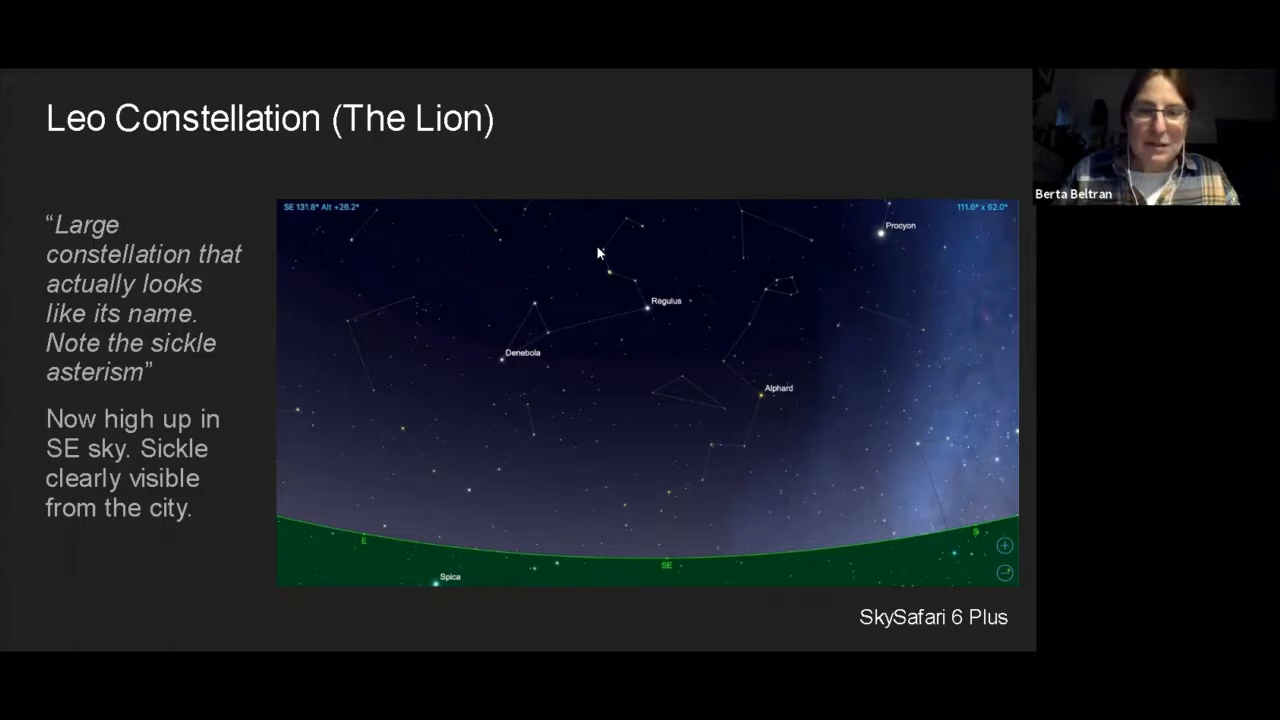 Leo Constellation (The Lion)
“Large
constellation that
actually looks
like its name.
Note the sickle
asterism”
Now high up in
SE sky. Sickle
clearly visible
from the city.
SE 131.8° Alt +26.2°
111.6° x 62.0°
Procyon
Regulus
Denebola
Alphard
E
SE
S
Spica
SkySafari 6 Plus
Berta Beltran